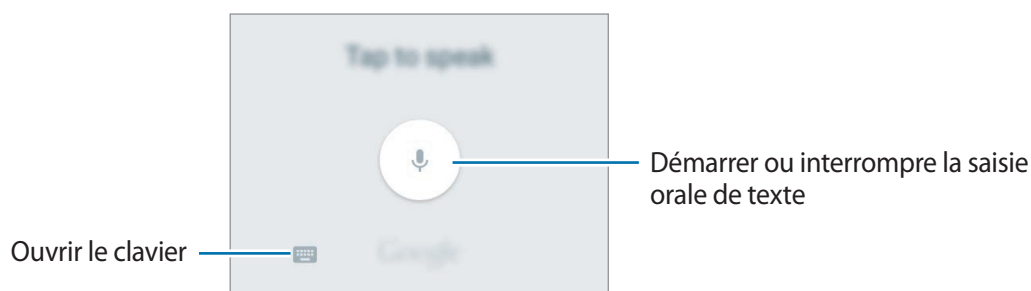 Tap to speak
Démarrer ou interrompre la saisie
orale de texte
Ouvrir le clavier
Google